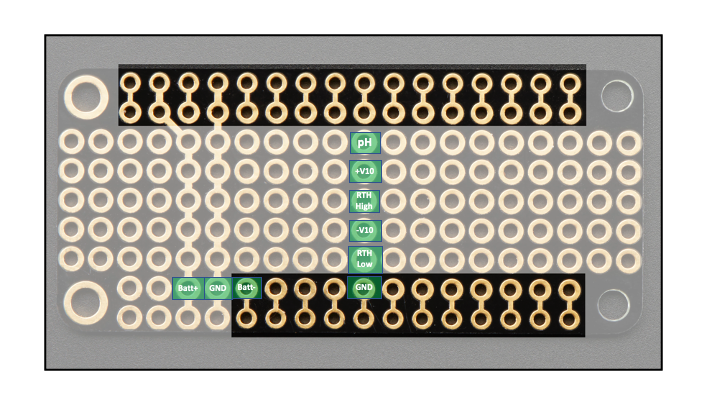 pH
+V10
RTH
High
-V10
RTH
Low
Batt+ GND Batt- GND